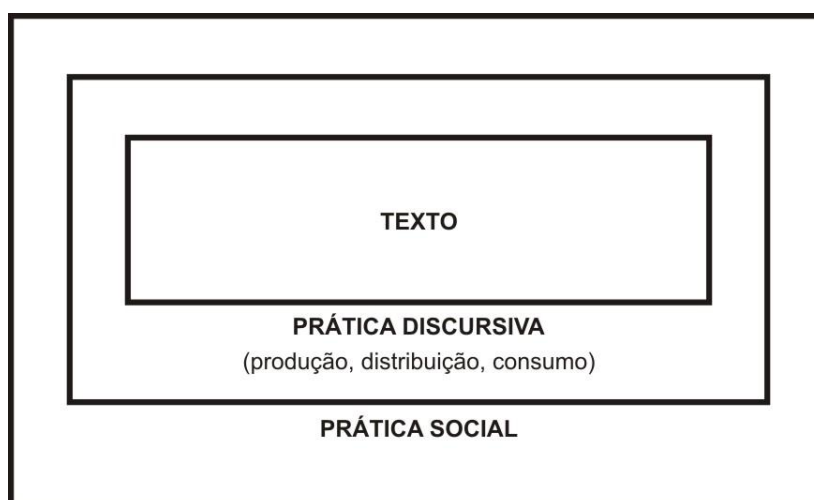 TEXTO
PRÁTICA DISCURSIVA
(produção, distribuição, consumo)
PRÁTICA SOCIAL